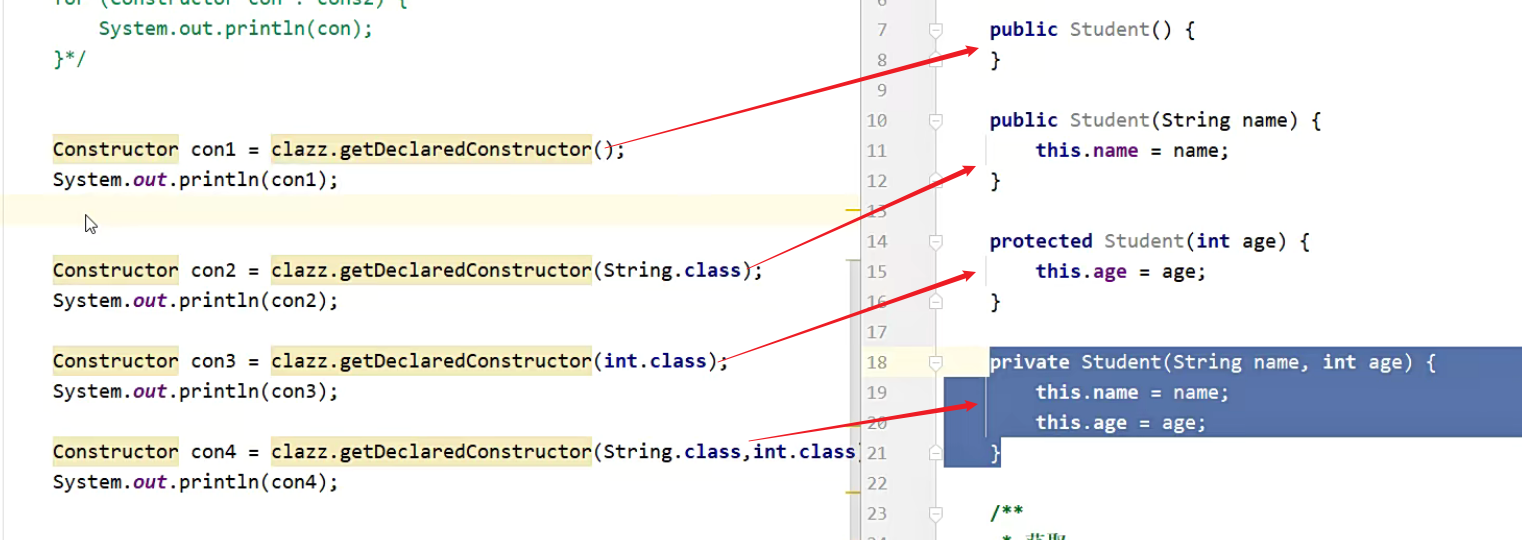 for (Constructor con : cons2) {
System.out.println(con);
}*/
Constructor con1 = clazz.getDeclaredConstructor();
System.out.println(con1);
Constructor con2 = clazz.getDeclaredConstructor(String.class);
System.out.println(con2);
Constructor con3 = clazz.getDeclaredConstructor(int.class);
System.out.println(con3);
Constructor con4 = clazz.getDeclaredConstructor(String.class,int.class)
System.out.println(con4);
6
7 public Student() {
8 }
9
10 public Student(String name) {
11 this.name = name;
12 }
13
14 protected Student(int age) {
15 this.age = age;
16 }
17
18 private Student(String name, int age) {
19 this.name = name;
20 this.age = age;
21 }
22
23 /**
24 * 获取